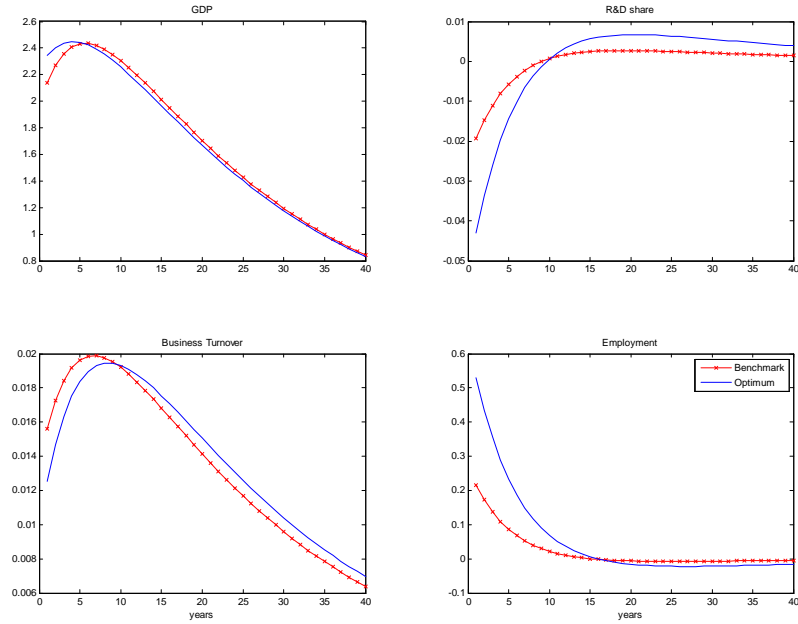 GDP
2.6
2.4
2.2
2
1.8
1.6
1.4
1.2
1
0.8
0 5 10 15 20 25 30 35 40
R&D share
0.01
0
-0.01
-0.02
-0.03
-0.04
-0.05
0 5 10 15 20 25 30 35 40
Business Turnover
0.02
0.018
0.016
0.014
0.012
0.01
0.008
0.006
0 5 10 15 20 25 30 35 40
years
Employment
0.6
0.5
0.4
0.3
0.2
0.1
0
-0.1
0 5 10 15 20 25 30 35 40
years
Benchmark
Optimum